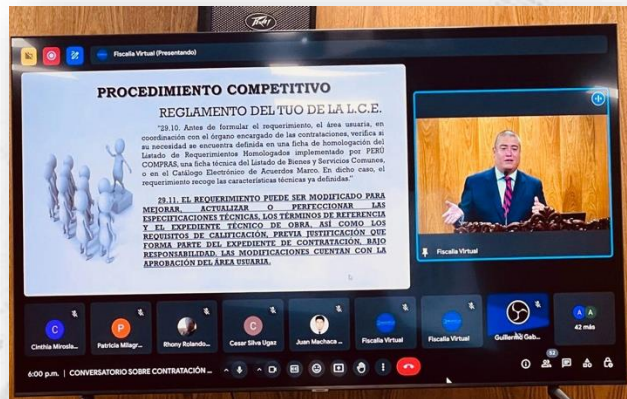 Peavey
Fiscalía Virtual (Presentando)
PROCEDIMIENTO COMPETITIVO
REGLAMENTO DEL TUO DE LA L.C.E.
"29.10. Antes de formular el requerimiento, el área usuaria, en
coordinación con el órgano encargado de las contrataciones, verifica si
su necesidad se encuentra definida en una ficha de homologación del
Listado de Requerimientos Homologados implementado por PERÚ
COMPRAS, una ficha técnica del Listado de Bienes y Servicios Comunes,
o en el Catálogo Electrónico de Acuerdos Marco. En dicho caso, el
requerimiento recoge las características técnicas ya definidas."
29.11. EL REQUERIMIENTO PUEDE SER MODIFICADO PARA
MEJORAR, ACTUALIZAR O PERFECCIONAR LAS
ESPECIFICACIONES TÉCNICAS, LOS TÉRMINOS DE REFERENCIA
Y EL EXPEDIENTE TÉCNICO DE OBRA, ASÍ COMO LOS
REQUISITOS DE CALIFICACIÓN, PREVIA JUSTIFICACIÓN QUE
FORMA PARTE DEL EXPEDIENTE DE CONTRATACIÓN, BAJO
RESPONSABILIDAD. LAS MODIFICACIONES CUENTAN CON LA
APROBACIÓN DEL ÁREA USUARIA.
Fiscalía Virtual
C
P
C
A A
Cinthia Mirosla...
Patricia Milagr...
Rhony Rolando...
Cesar Silva Ugaz
Juan Machaca ...
Fiscalía Virtual
Fiscalía Virtual
Guillermo Gab...
42 más
6:00 p.m. | CONVERSATORIO SOBRE CONTRATACIÓN ...
52